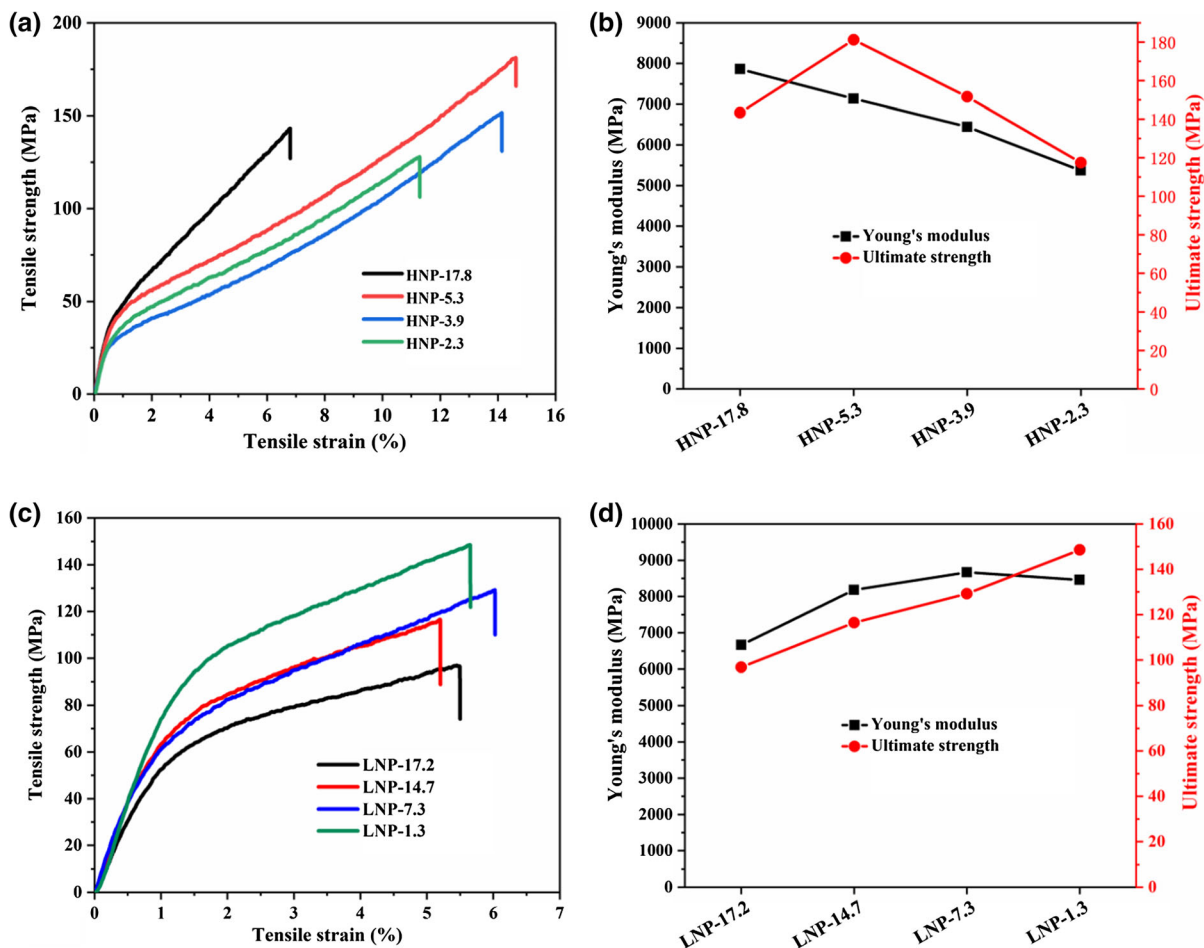 (a)
200
150
100
50
0
Tensile strength (MPa)
HNP-17.8
HNP-5.3
HNP-3.9
HNP-2.3
0 2 4 6 8 10 12 14 16
Tensile strain (%)
(b)
9000
8000
7000
6000
5000
4000
3000
2000
1000
0
Young's modulus (MPa)
Young's modulus
Ultimate strength
180
160
140
120
100
80
60
40
20
0
Ultimate strength (MPa)
HNP-17.8 HNP-5.3 HNP-3.9 HNP-2.3
(c)
160
140
120
100
80
60
40
20
0
Tensile strength (MPa)
LNP-17.2
LNP-14.7
LNP-7.3
LNP-1.3
0 1 2 3 4 5 6 7
Tensile strain (%)
(d)
10000
9000
8000
7000
6000
5000
4000
3000
2000
1000
0
Young's modulus (MPa)
Young's modulus
Ultimate strength
160
140
120
100
80
60
40
20
0
Ultimate strength (MPa)
LNP-17.2 LNP-14.7 LNP-7.3 LNP-1.3